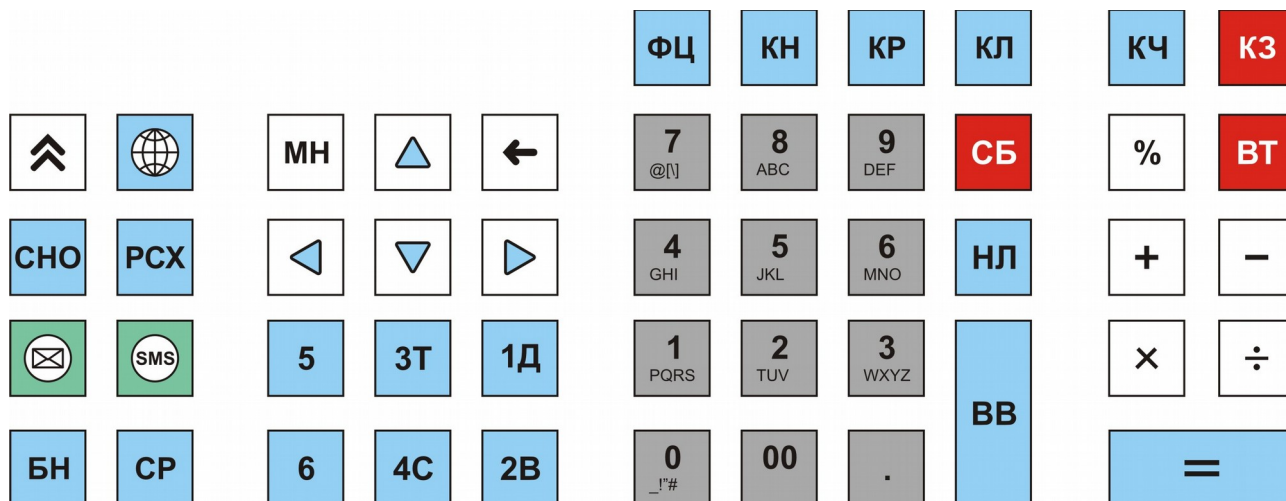 ФЦ КН КР КЛ КЧ КЗ
МН 7 8 9 СБ % ВТ
@[\] ABC DEF
СНО РСХ 4 5 6 НЛ + −
GHI JKL MNO
SMS 5 3Т 1Д 1 2 3 × ÷
PQRS TUV WXYZ
ВВ
БН СР 6 4С 2В 0 00 . =
_!"#